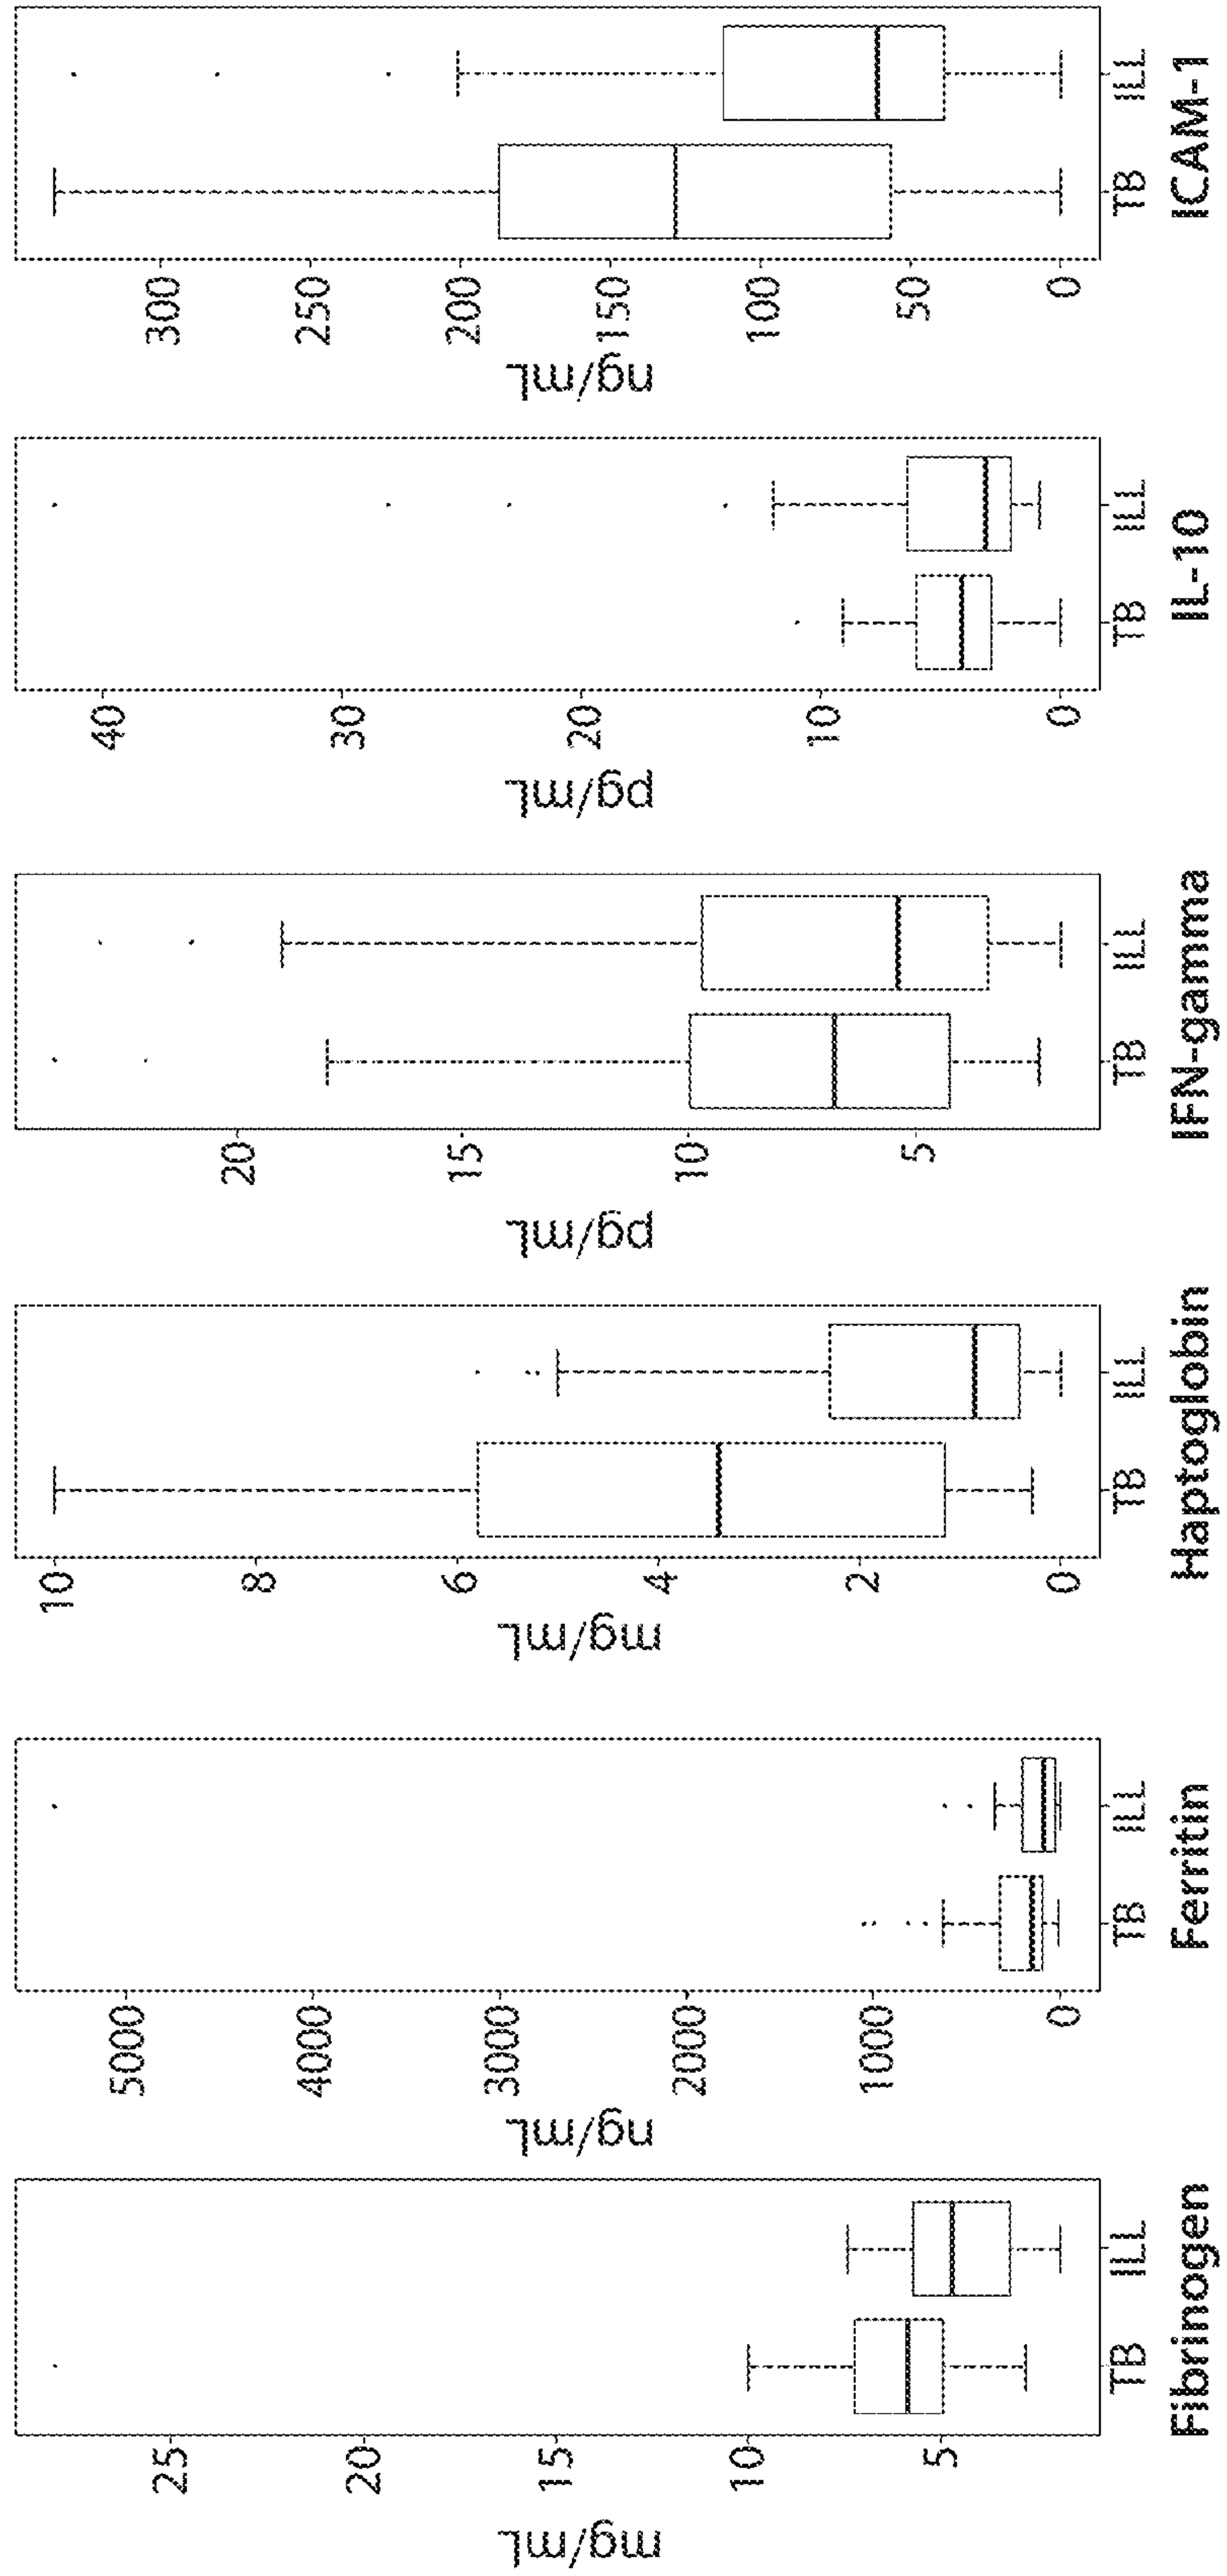 mg/mL
25
20
15
10
5
TB
ILL
Fibrinogen
ng/mL
5000
4000
3000
2000
1000
0
TB
ILL
Ferritin
mg/mL
10
8
6
4
2
0
TB
ILL
Haptoglobin
pg/mL
20
15
10
5
TB
ILL
IFN-gamma
pg/mL
40
30
20
10
0
TB
ILL
IL-10
ng/mL
300
250
200
150
100
50
0
TB
ILL
ICAM-1